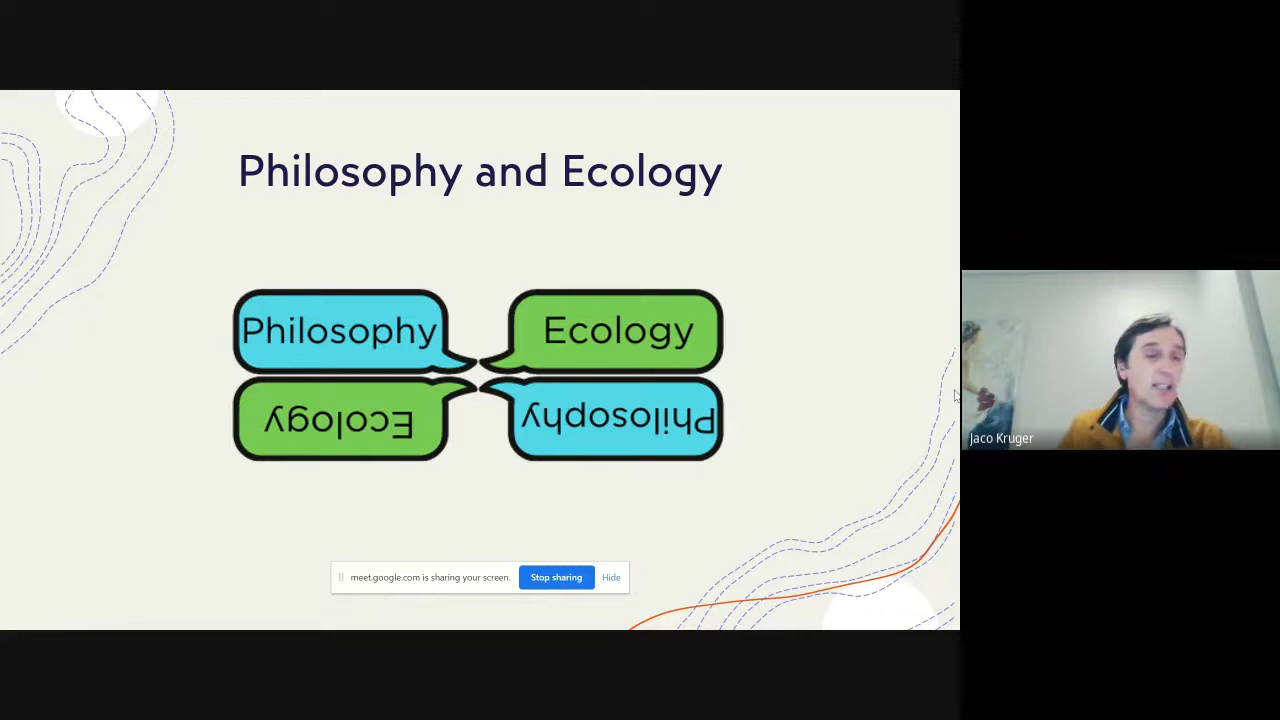 Philosophy and Ecology
Philosophy
Ecology
Ecology
Philosophy
Jaco Kruger
meet.google.com is sharing your screen.
Stop sharing
Hide